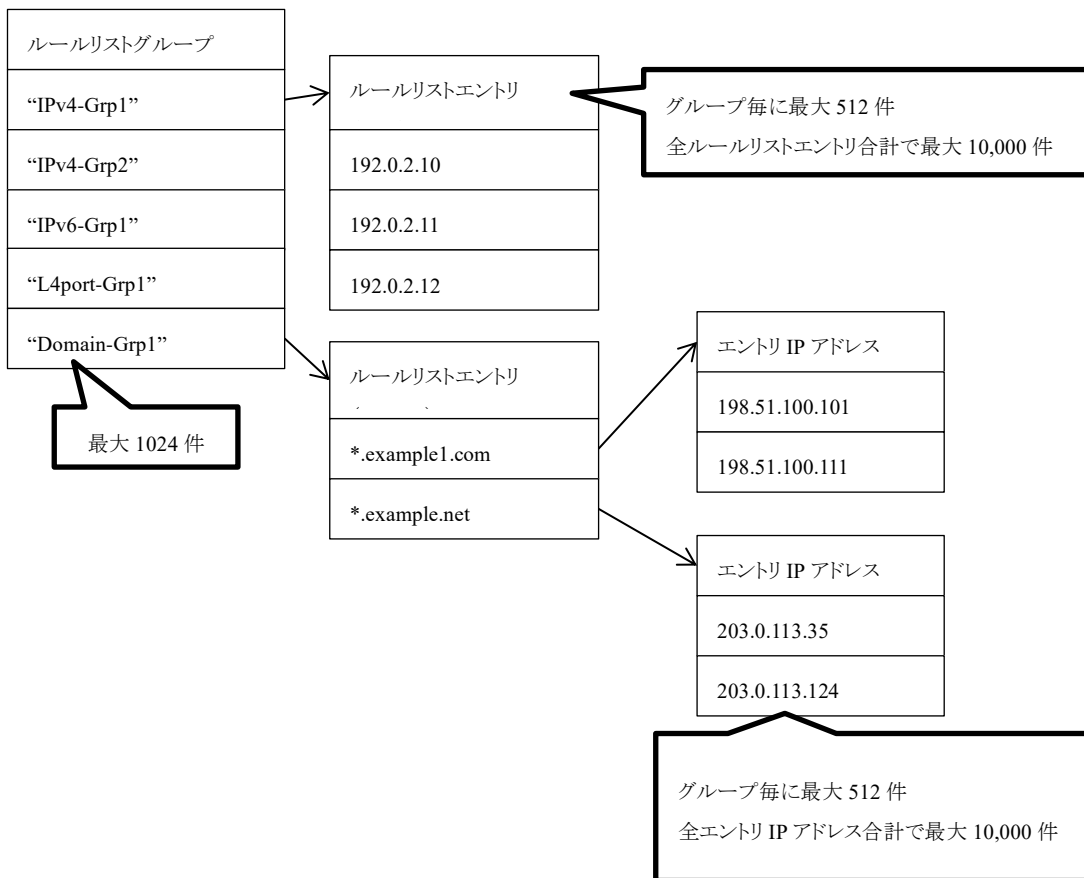 ルールリストグループ
“IPv4-Grp1”
“IPv4-Grp2”
“IPv6-Grp1”
“L4port-Grp1”
“Domain-Grp1”
最大 1024 件
ルールリストエントリ
192.0.2.10
192.0.2.11
192.0.2.12
グループ毎に最大 512 件
全ルールリストエントリ合計で最大 10,000 件
ルールリストエントリ
*.example1.com
*.example.net
エントリ IP アドレス
198.51.100.101
198.51.100.111
エントリ IP アドレス
203.0.113.35
203.0.113.124
グループ毎に最大 512 件
全エントリ IP アドレス合計で最大 10,000 件